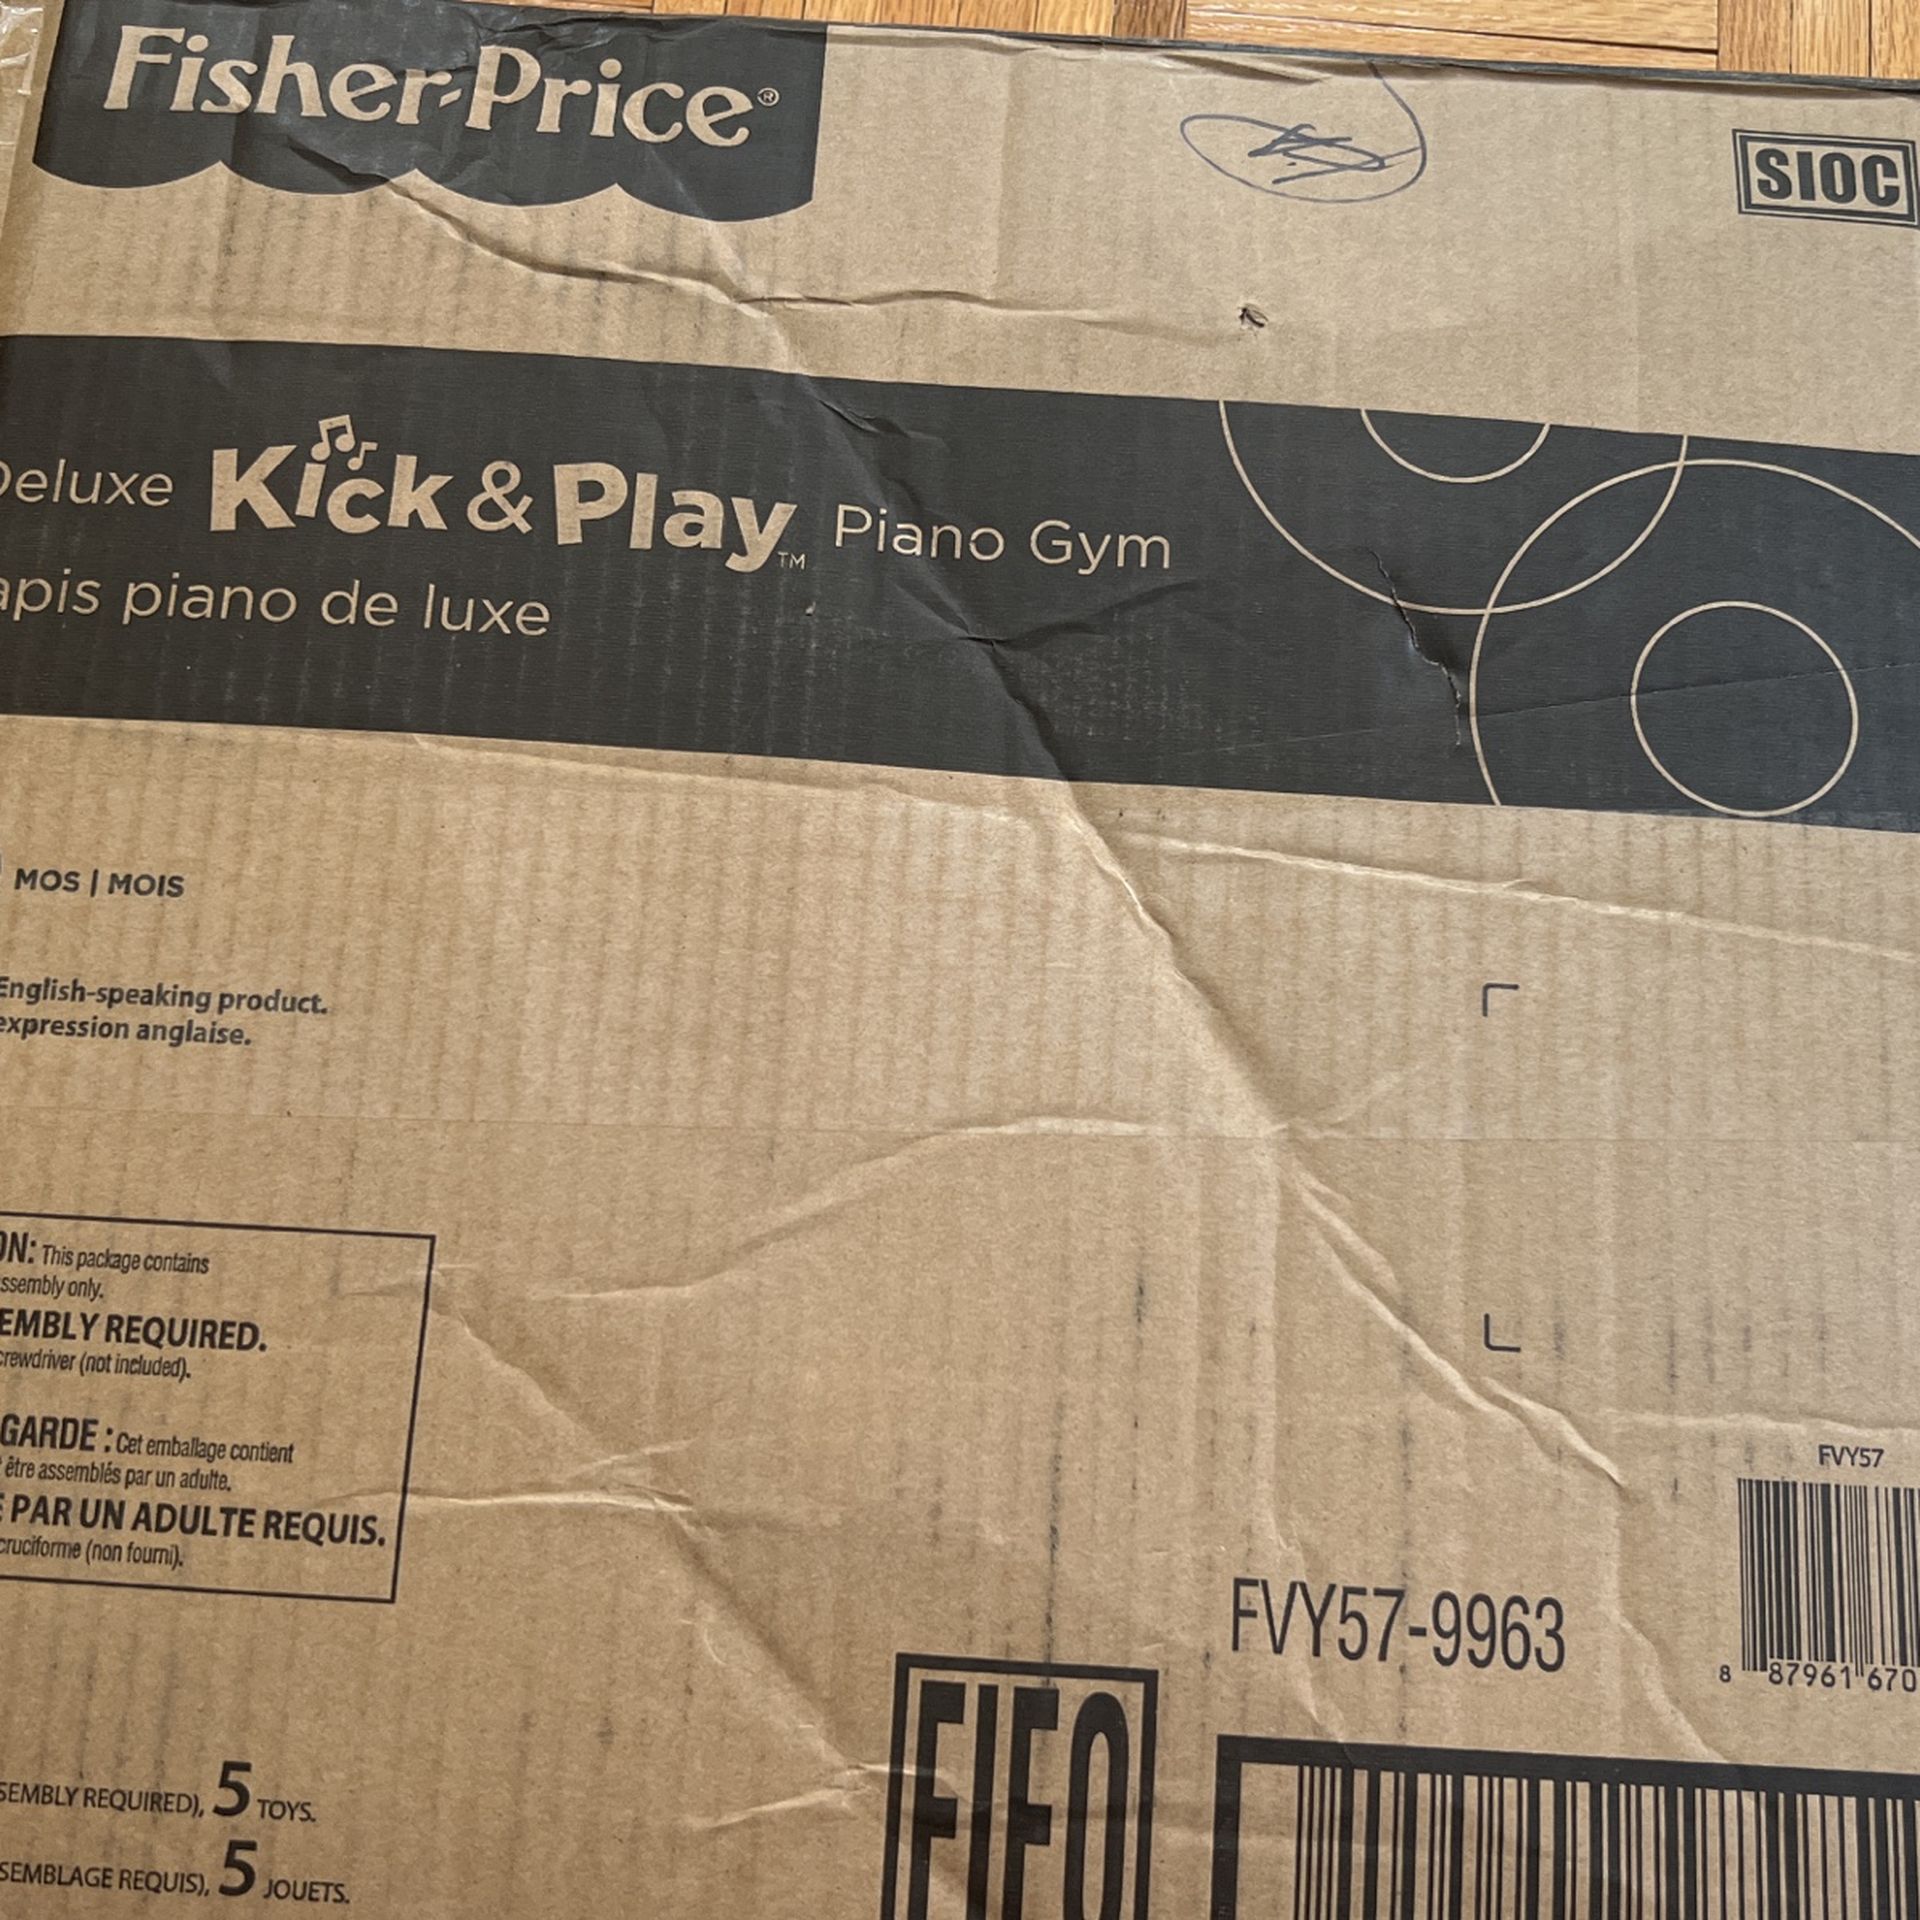 Fisher-Price®
SIOC
Deluxe Kick & Play™ Piano Gym
apis piano de luxe
MOS | MOIS
English-speaking product.
expression anglaise.
ON: This package contains
ssembly only.
EMBLY REQUIRED.
crewdriver (not included).
GARDE : Cet emballage contient
être assemblés par un adulte.
E PAR UN ADULTE REQUIS.
cruciforme (non fourni).
FVY57
8 87961 670
FVY57-9963
FIFO
SEMBLY REQUIRED), 5 TOYS.
SEMBLAGE REQUIS), 5 JOUETS.